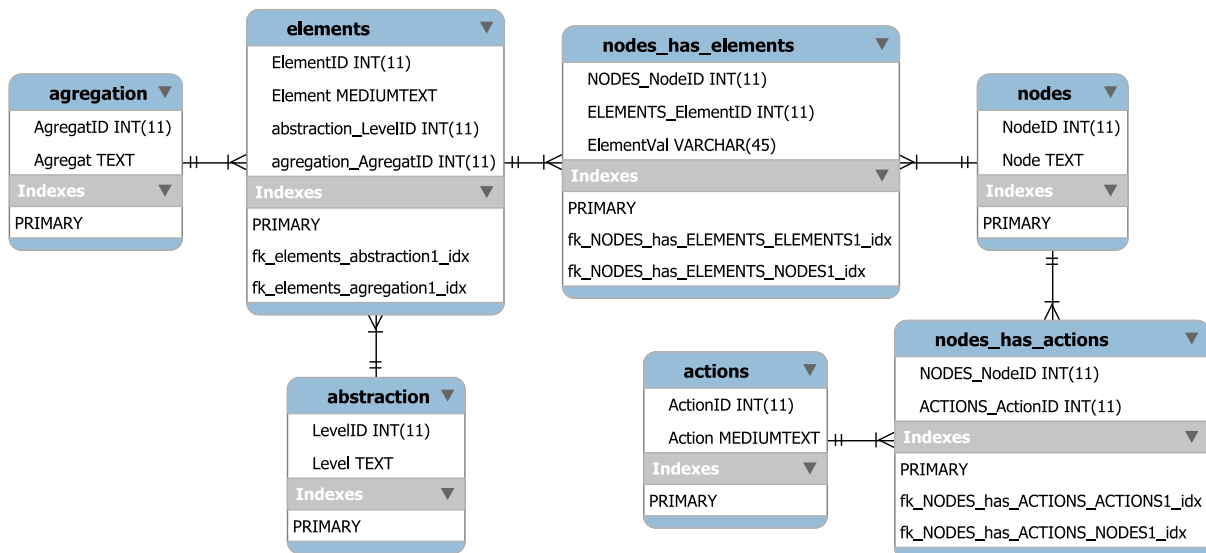 agregation
AgregatID INT(11)
Agregat TEXT
Indexes
PRIMARY
elements
ElementID INT(11)
Element MEDIUMTEXT
abstraction_LevelID INT(11)
agregation_AgregatID INT(11)
Indexes
PRIMARY
fk_elements_abstraction1_idx
fk_elements_agregation1_idx
nodes_has_elements
NODES_NodeID INT(11)
ELEMENTS_ElementID INT(11)
ElementVal VARCHAR(45)
Indexes
PRIMARY
fk_NODES_has_ELEMENTS_ELEMENTS1_idx
fk_NODES_has_ELEMENTS_NODES1_idx
nodes
NodeID INT(11)
Node TEXT
Indexes
PRIMARY
abstraction
LevelID INT(11)
Level TEXT
Indexes
PRIMARY
actions
ActionID INT(11)
Action MEDIUMTEXT
Indexes
PRIMARY
nodes_has_actions
NODES_NodeID INT(11)
ACTIONS_ActionID INT(11)
Indexes
PRIMARY
fk_NODES_has_ACTIONS_ACTIONS1_idx
fk_NODES_has_ACTIONS_NODES1_idx